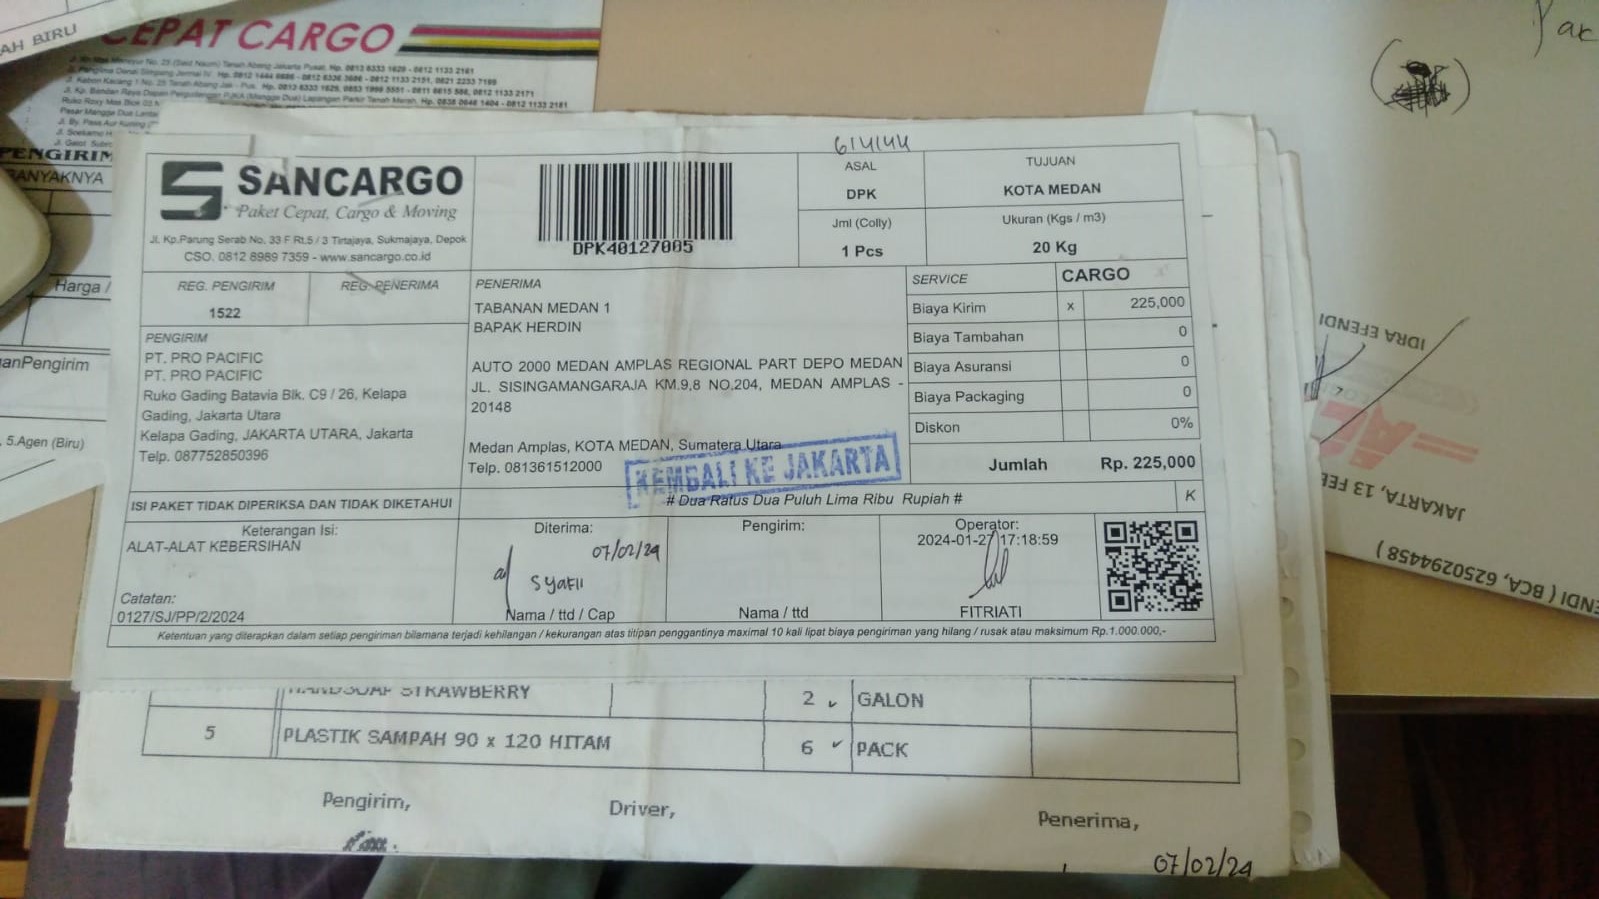 AH BIRU
CEPAT CARGO
PENGIRIM
BANYAKNYA
Harga /
5.Agen (Biru)
614144
SANCARGO
Paket Cepat, Cargo & Moving
Jl. Kp.Parung Serab No. 33 F Rt.5 / 3 Tirtajaya, Sukmajaya, Depok
CSO. 0812 8989 7359 - www.sancargo.co.id
DPK40127005
ASAL
DPK
TUJUAN
KOTA MEDAN
Jml (Colly)
1 Pcs
Ukuran (Kgs / m3)
20 Kg
REG. PENGIRIM
1522
REG. PENERIMA
PENGIRIM
PT. PRO PACIFIC
PT. PRO PACIFIC
Ruko Gading Batavia Blk. C9 / 26, Kelapa
Gading, Jakarta Utara
Kelapa Gading, JAKARTA UTARA, Jakarta
Telp. 087752850396
PENERIMA
TABANAN MEDAN 1
BAPAK HERDIN
AUTO 2000 MEDAN AMPLAS REGIONAL PART DEPO MEDAN
JL. SISINGAMANGARAJA KM.9,8 NO.204, MEDAN AMPLAS -
20148
Medan Amplas, KOTA MEDAN, Sumatera Utara
Telp. 081361512000
KEMBALI KE JAKARTA
SERVICE CARGO
Biaya Kirim x 225,000
Biaya Tambahan 0
Biaya Asuransi 0
Biaya Packaging 0
Diskon 0%
Jumlah Rp. 225,000
ISI PAKET TIDAK DIPERIKSA DAN TIDAK DIKETAHUI
# Dua Ratus Dua Puluh Lima Ribu Rupiah #
K
Keterangan Isi:
ALAT-ALAT KEBERSIHAN
Catatan:
0127/SJ/PP/2/2024
Diterima:
07/02/24
Syafii
Nama / ttd / Cap
Pengirim:
Nama / ttd
Operator:
2024-01-27 17:18:59
FITRIATI
Ketentuan yang diterapkan dalam setiap pengiriman bilamana terjadi kehilangan / kekurangan atas titipan penggantinya maximal 10 kali lipat biaya pengiriman yang hilang / rusak atau maksimum Rp.1.000.000,-
HANDSOAP STRAWBERRY 2 GALON
5 PLASTIK SAMPAH 90 x 120 HITAM 6 PACK
Pengirim,
Driver,
Penerima,
07/02/24
IDRA EFENDI
JAKARTA, 13 FEB
ENDI ( BCA, 6250294458 )